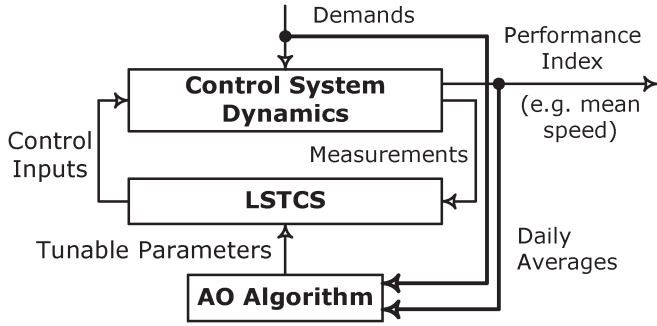 Demands
Performance
Index
(e.g. mean
speed)
Control System
Dynamics
Control
Inputs
Measurements
LSTCS
Tunable Parameters
Daily
Averages
AO Algorithm